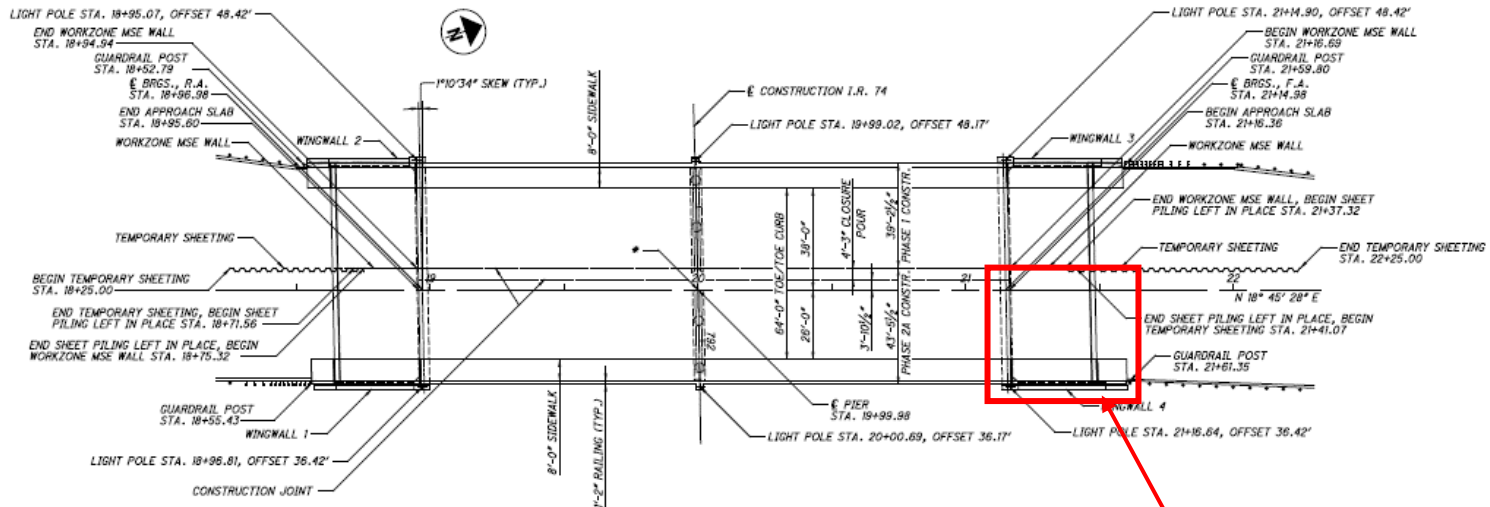 LIGHT POLE STA. 18+95.07, OFFSET 48.42'
END WORKZONE MSE WALL
STA. 18+94.94
GUARDRAIL POST
STA. 18+52.79
℄ BRGS., R.A.
STA. 18+96.98
END APPROACH SLAB
STA. 18+95.60
WORKZONE MSE WALL
WINGWALL 2
N
1°10'34" SKEW (TYP.)
8'-0" SIDEWALK
℄ CONSTRUCTION I.R. 74
LIGHT POLE STA. 19+99.02, OFFSET 48.17'
LIGHT POLE STA. 21+14.90, OFFSET 48.42'
BEGIN WORKZONE MSE WALL
STA. 21+16.69
GUARDRAIL POST
STA. 21+59.80
℄ BRGS., F.A.
STA. 21+14.98
BEGIN APPROACH SLAB
STA. 21+16.36
WINGWALL 3
WORKZONE MSE WALL
END WORKZONE MSE WALL, BEGIN SHEET
PILING LEFT IN PLACE STA. 21+37.32
TEMPORARY SHEETING
BEGIN TEMPORARY SHEETING
STA. 18+25.00
END TEMPORARY SHEETING, BEGIN SHEET
PILING LEFT IN PLACE STA. 18+71.56
END SHEET PILING LEFT IN PLACE, BEGIN
WORKZONE MSE WALL STA. 18+75.32
19
20
21
22
64'-0" TOE/TOE CURB
38'-0"
26'-0"
4'-3" CLOSURE
POUR
3'-10½"
39'-2½"
PHASE 1 CONSTR.
43'-5½"
PHASE 2A CONSTR.
TEMPORARY SHEETING
END TEMPORARY SHEETING
STA. 22+25.00
N 18° 45' 28" E
END SHEET PILING LEFT IN PLACE, BEGIN
TEMPORARY SHEETING STA. 21+41.07
GUARDRAIL POST
STA. 21+61.35
GUARDRAIL POST
STA. 18+55.43
WINGWALL 1
LIGHT POLE STA. 18+96.81, OFFSET 36.42'
CONSTRUCTION JOINT
8'-0" SIDEWALK
1'-2" RAILING (TYP.)
℄ PIER
STA. 19+99.98
LIGHT POLE STA. 20+00.69, OFFSET 36.17'
WINGWALL 4
LIGHT POLE STA. 21+16.64, OFFSET 36.42'